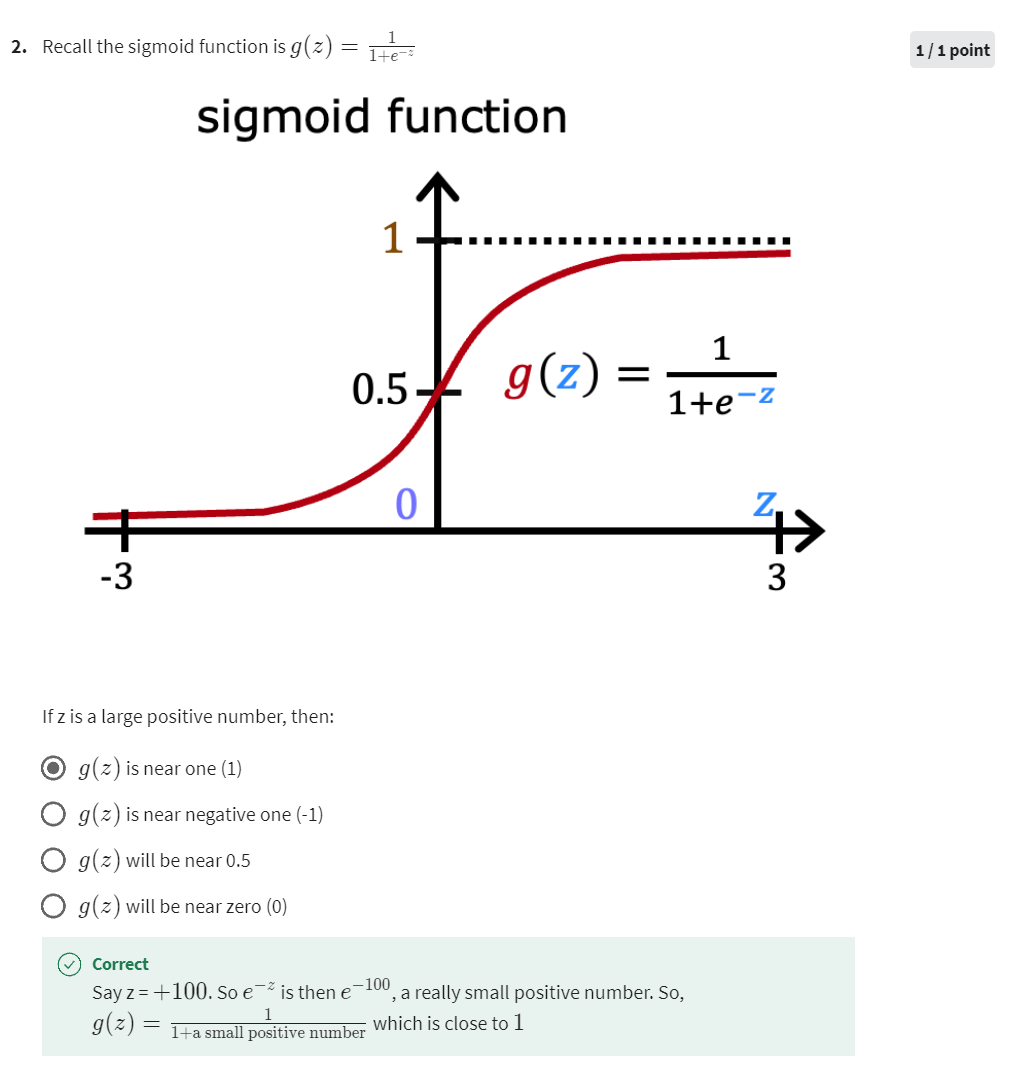 2. Recall the sigmoid function is g(z) = 1/(1+e^−z)
1 / 1 point
sigmoid function
1
0.5
g(z) = 1/(1+e^−z)
0
z
-3
3
If z is a large positive number, then:
g(z) is near one (1)
g(z) is near negative one (-1)
g(z) will be near 0.5
g(z) will be near zero (0)
Correct
Say z = +100. So e^−z is then e^−100, a really small positive number. So,
g(z) = 1/(1+a small positive number) which is close to 1